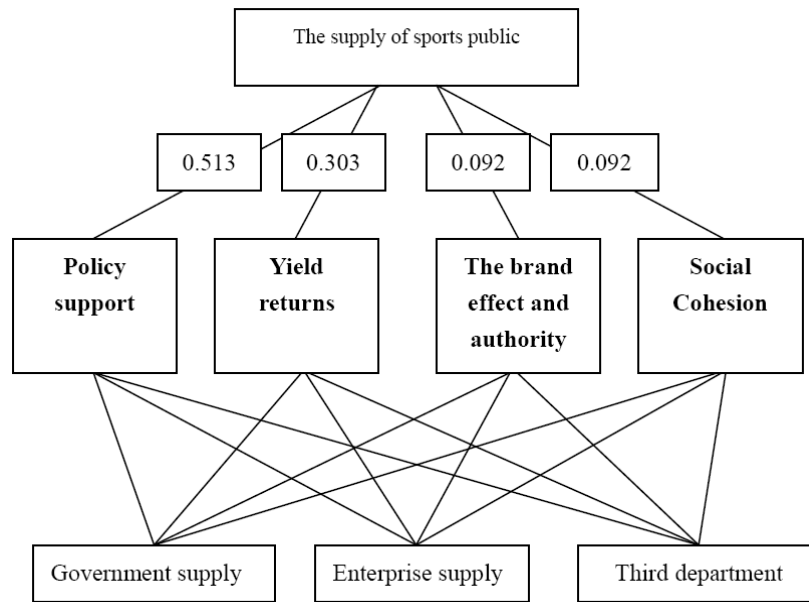 The supply of sports public
0.513
0.303
0.092
0.092
Policy
support
Yield
returns
The brand
effect and
authority
Social
Cohesion
Government supply
Enterprise supply
Third department